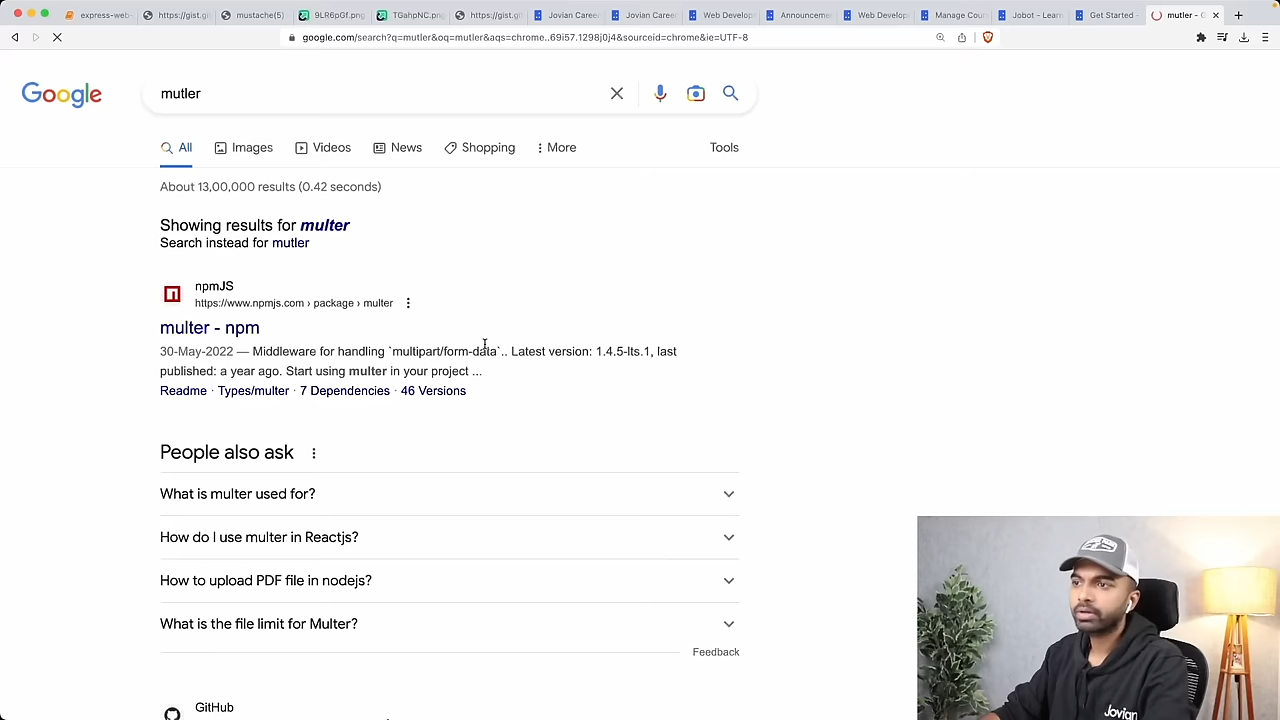 express-web
https://gist.git
mustache(5)
9LR6pGf.png
TGahpNC.png
https://gist.git
Jovian Career
Jovian Career
Web Develop
Announcemen
Web Develop
Manage Cour
Jobot – Learn
Get Started -
mutler - G
google.com/search?q=mutler&oq=mutler&aqs=chrome..69i57.1298j0j4&sourceid=chrome&ie=UTF-8
Google
mutler
All
Images
Videos
News
Shopping
More
Tools
About 13,00,000 results (0.42 seconds)
Showing results for multer
Search instead for mutler
npmJS
https://www.npmjs.com › package › multer
multer - npm
30-May-2022 — Middleware for handling `multipart/form-data`.. Latest version: 1.4.5-lts.1, last
published: a year ago. Start using multer in your project ...
Readme · Types/multer · 7 Dependencies · 46 Versions
People also ask
What is multer used for?
How do I use multer in Reactjs?
How to upload PDF file in nodejs?
What is the file limit for Multer?
Feedback
GitHub
Jovian